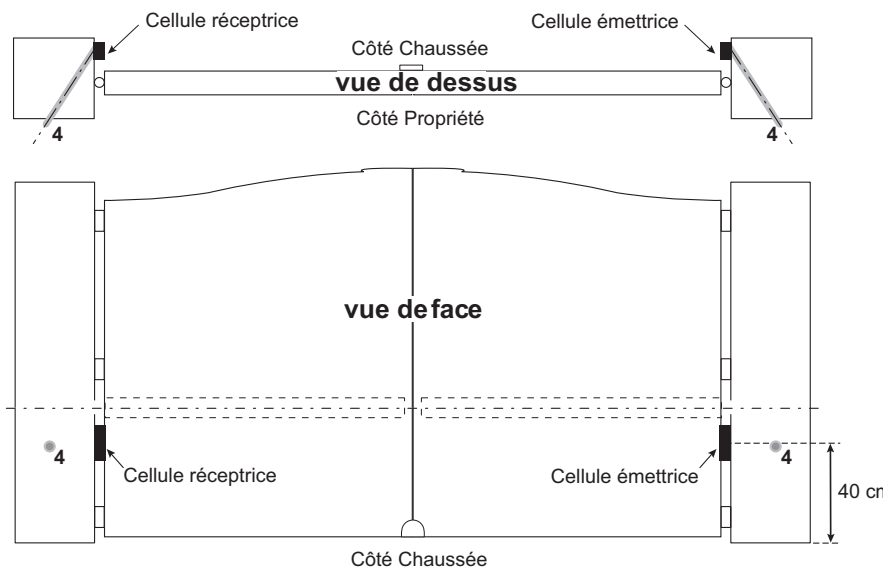 Cellule réceptrice
Cellule émettrice
Côté Chaussée
vue de dessus
Côté Propriété
4
4
vue de face
4
4
Cellule réceptrice
Cellule émettrice
40 cm
Côté Chaussée